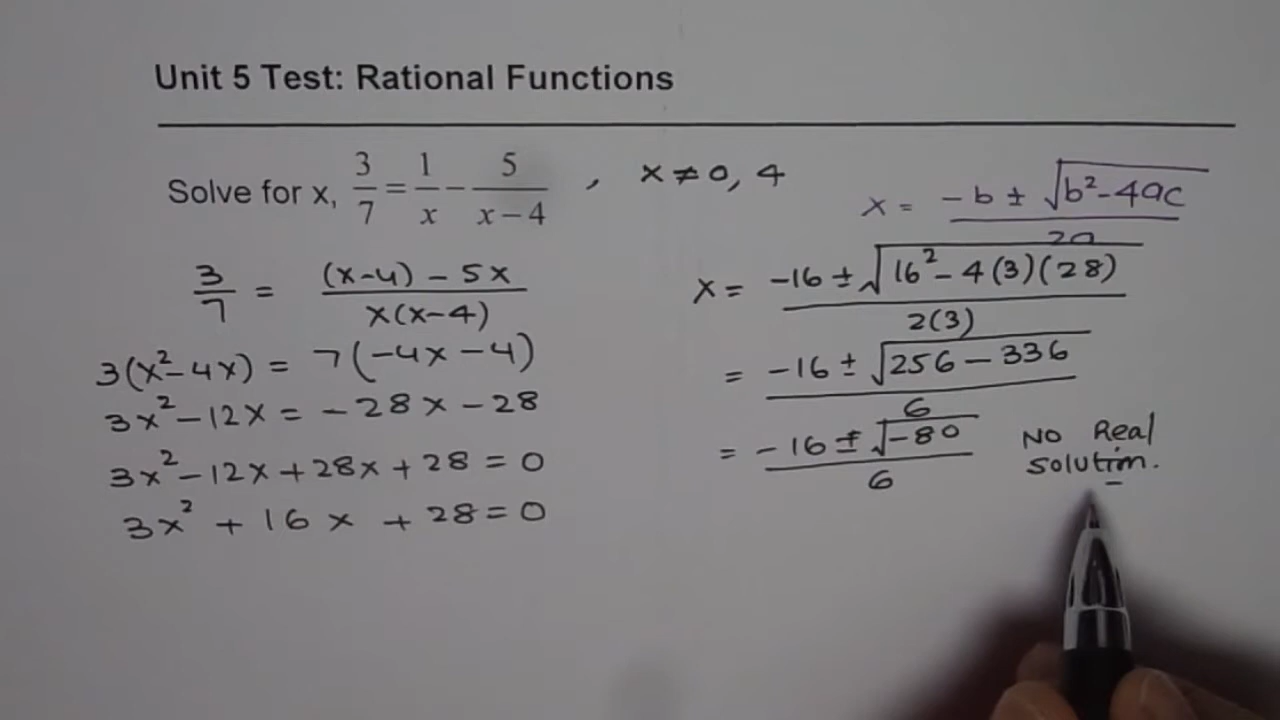 Unit 5 Test: Rational Functions
Solve for x, 3/7 = 1/x − 5/(x − 4) , x ≠ 0, 4
3/7 = ((x-4) - 5x)/(x(x-4))
3(x² - 4x) = 7(-4x - 4)
3x² - 12x = -28x - 28
3x² - 12x + 28x + 28 = 0
3x² + 16x + 28 = 0
x = (-b ± √(b² - 4ac))/(2a)
x = (-16 ± √(16² - 4(3)(28)))/(2(3))
= (-16 ± √(256 - 336))/6
= (-16 ± √(-80))/6
No Real
solution.